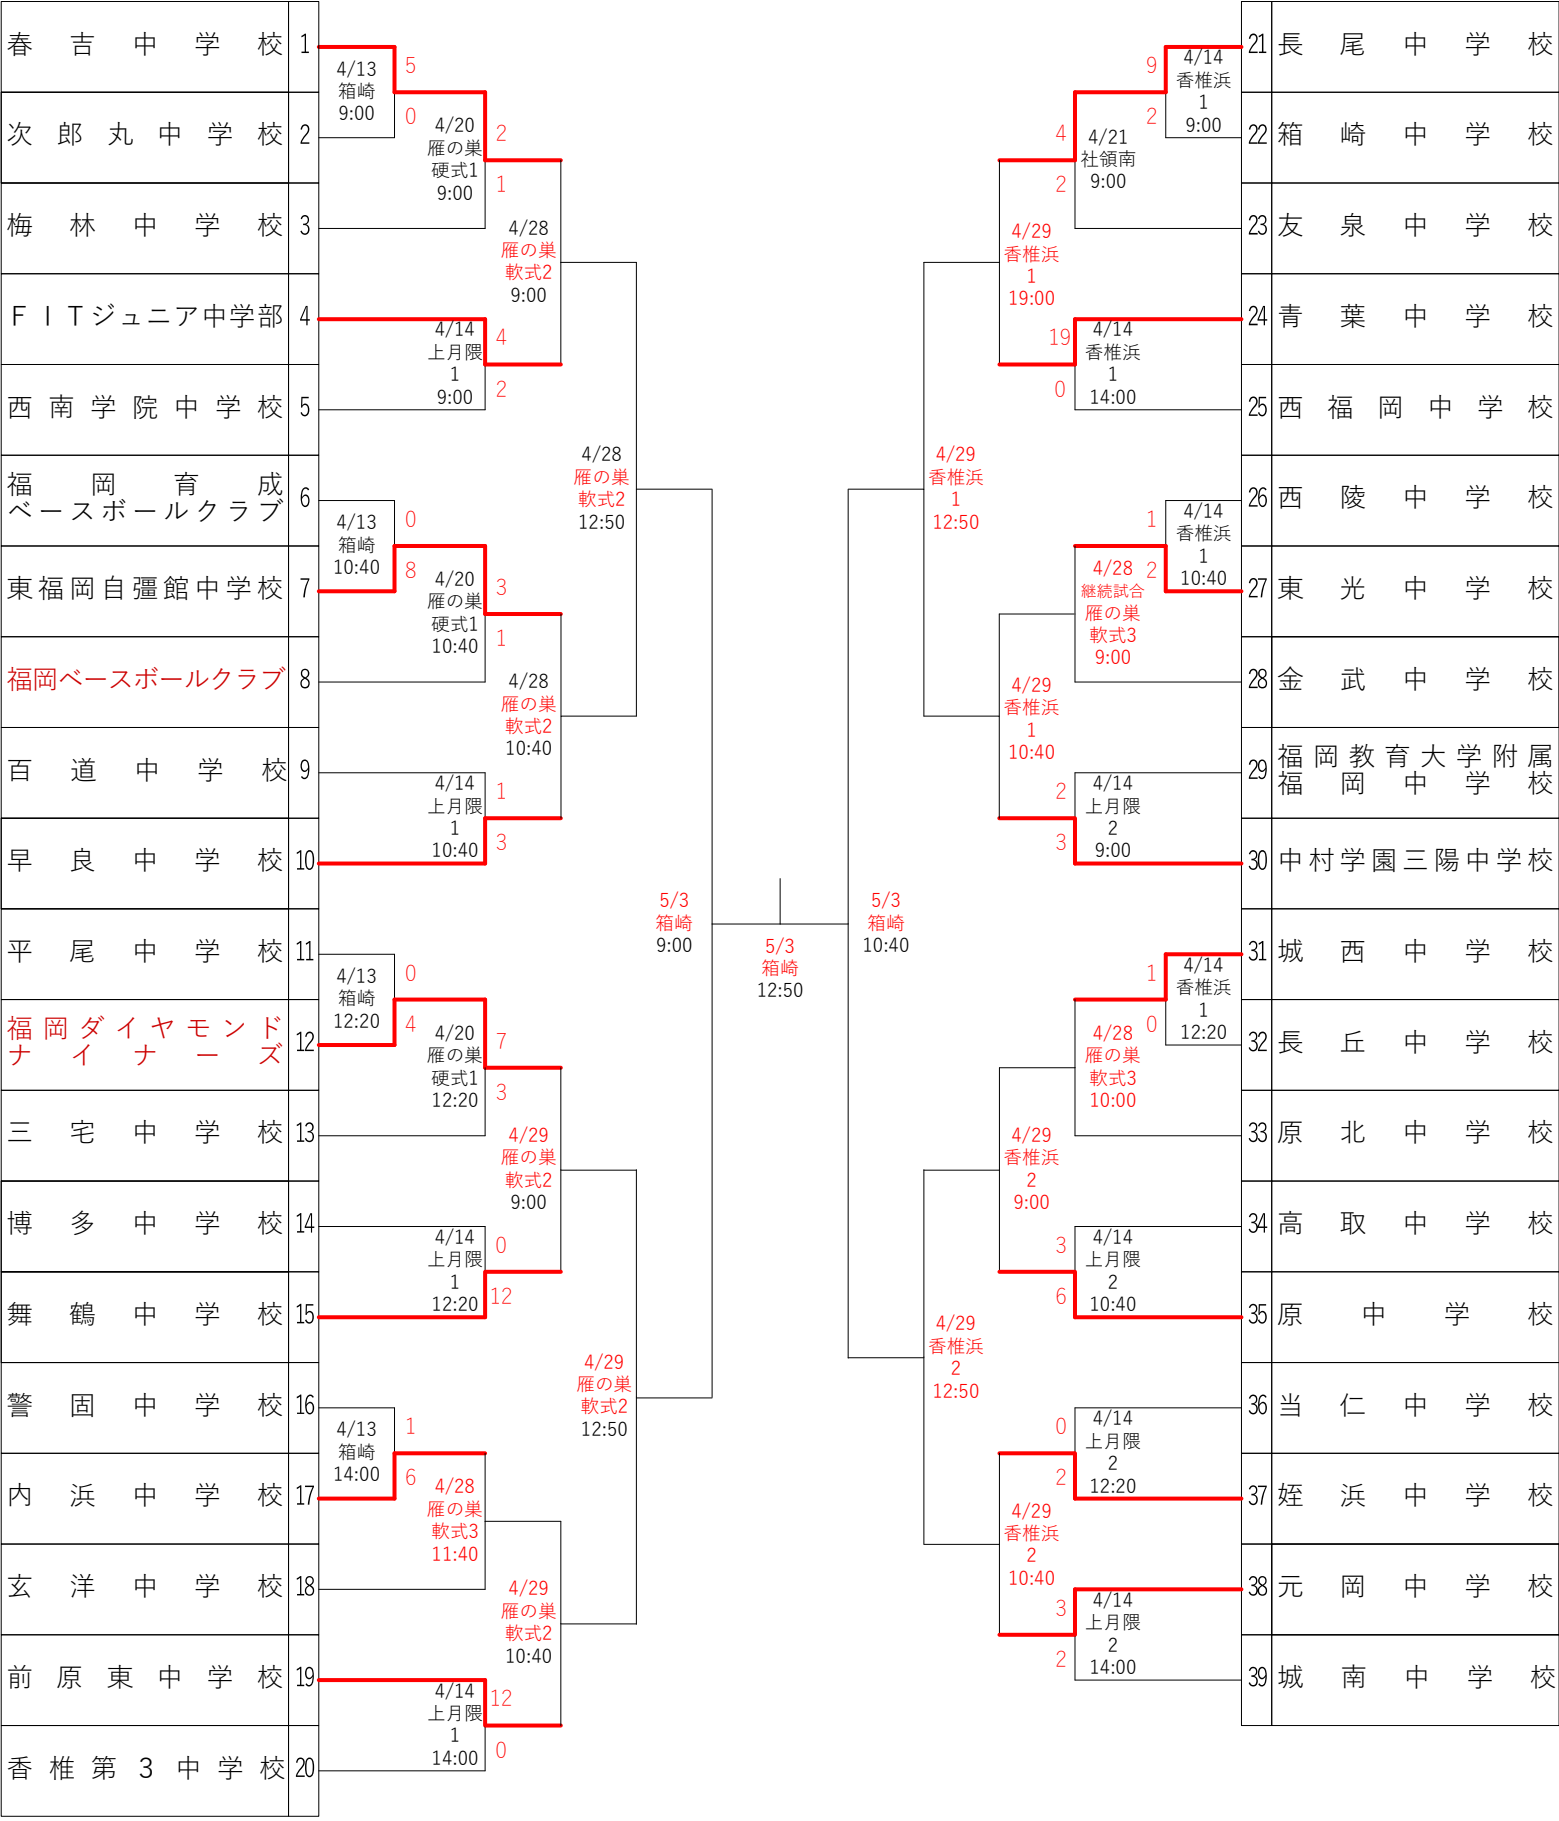 春吉中学校 1
次郎丸中学校 2
梅林中学校 3
ＦＩＴジュニア中学部 4
西南学院中学校 5
福岡育成
ベースボールクラブ 6
東福岡自彊館中学校 7
福岡ベースボールクラブ 8
百道中学校 9
早良中学校 10
平尾中学校 11
福岡ダイヤモンド
ナイナーズ 12
三宅中学校 13
博多中学校 14
舞鶴中学校 15
警固中学校 16
内浜中学校 17
玄洋中学校 18
前原東中学校 19
香椎第３中学校 20
4/13
箱崎
9:00
5
0
4/13
箱崎
10:40
0
8
4/13
箱崎
12:20
0
4
4/13
箱崎
14:00
1
6
4/20
雁の巣
硬式1
9:00
2
1
4/14
上月隈
1
9:00
4
2
4/20
雁の巣
硬式1
10:40
3
1
4/14
上月隈
1
10:40
1
3
4/20
雁の巣
硬式1
12:20
7
3
4/14
上月隈
1
12:20
0
12
4/28
雁の巣
軟式3
11:40
4/14
上月隈
1
14:00
12
0
4/28
雁の巣
軟式2
9:00
4/28
雁の巣
軟式2
10:40
4/29
雁の巣
軟式2
9:00
4/29
雁の巣
軟式2
10:40
4/28
雁の巣
軟式2
12:50
4/29
雁の巣
軟式2
12:50
5/3
箱崎
9:00
5/3
箱崎
12:50
5/3
箱崎
10:40
4/29
香椎浜
1
12:50
4/29
香椎浜
2
12:50
4/29
香椎浜
1
19:00
4/29
香椎浜
1
10:40
4/29
香椎浜
2
9:00
4/29
香椎浜
2
10:40
4
2
4/21
社領南
9:00
19
0
4/14
香椎浜
1
14:00
4/28
継続試合
雁の巣
軟式3
9:00
2
3
4/14
上月隈
2
9:00
4/28
雁の巣
軟式3
10:00
3
6
4/14
上月隈
2
10:40
0
2
4/14
上月隈
2
12:20
3
2
4/14
上月隈
2
14:00
9
2
4/14
香椎浜
1
9:00
1
2
4/14
香椎浜
1
10:40
1
0
4/14
香椎浜
1
12:20
21 長尾中学校
22 箱崎中学校
23 友泉中学校
24 青葉中学校
25 西福岡中学校
26 西陵中学校
27 東光中学校
28 金武中学校
29 福岡教育大学附属
福岡中学校
30 中村学園三陽中学校
31 城西中学校
32 長丘中学校
33 原北中学校
34 高取中学校
35 原中学校
36 当仁中学校
37 姪浜中学校
38 元岡中学校
39 城南中学校